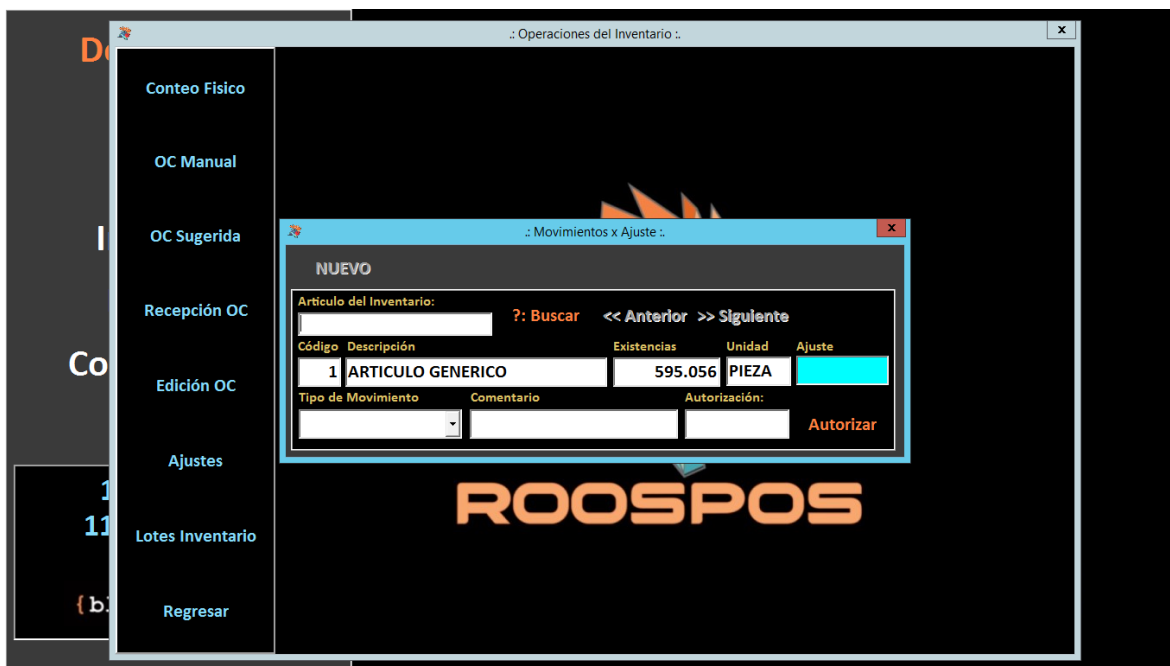 .: Operaciones del Inventario :.
x
Conteo Fisico
OC Manual
OC Sugerida
Recepción OC
Edición OC
Ajustes
Lotes Inventario
Regresar
.: Movimientos x Ajuste :.
x
NUEVO
Articulo del Inventario:
?: Buscar << Anterior >> Siguiente
Código Descripción Existencias Unidad Ajuste
1 ARTICULO GENERICO 595.056 PIEZA
Tipo de Movimiento Comentario Autorización:
Autorizar
ROOSPOS
Co
11